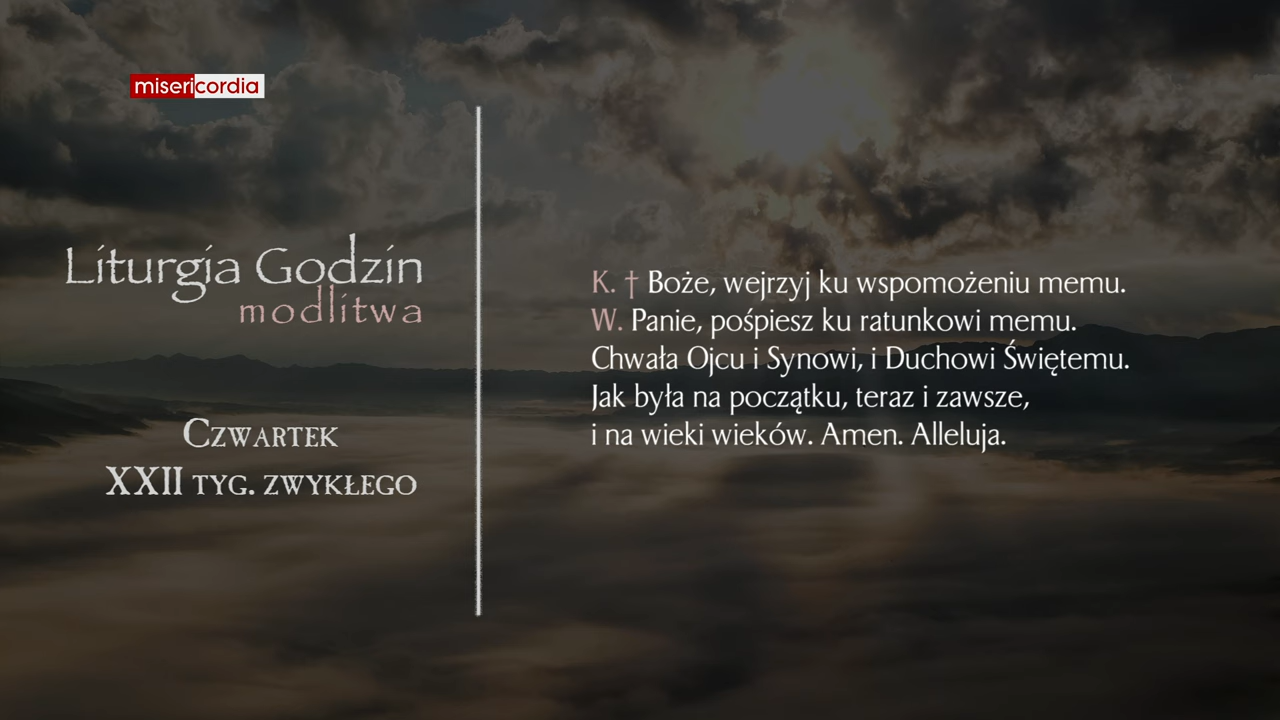 misericordia
Liturgia Godzin
modlitwa
Czwartek
XXII tyg. zwykłego
K. † Boże, wejrzyj ku wspomożeniu memu.
W. Panie, pośpiesz ku ratunkowi memu.
Chwała Ojcu i Synowi, i Duchowi Świętemu.
Jak była na początku, teraz i zawsze,
i na wieki wieków. Amen. Alleluja.